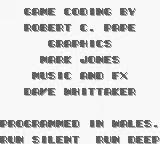 GAME CODING BY
ROBERT C. PAPE
GRAPHICS
MARK JONES
MUSIC AND FX
DAVE WHITTAKER
PROGRAMMED IN WALES.
RUN SILENT RUN DEEP